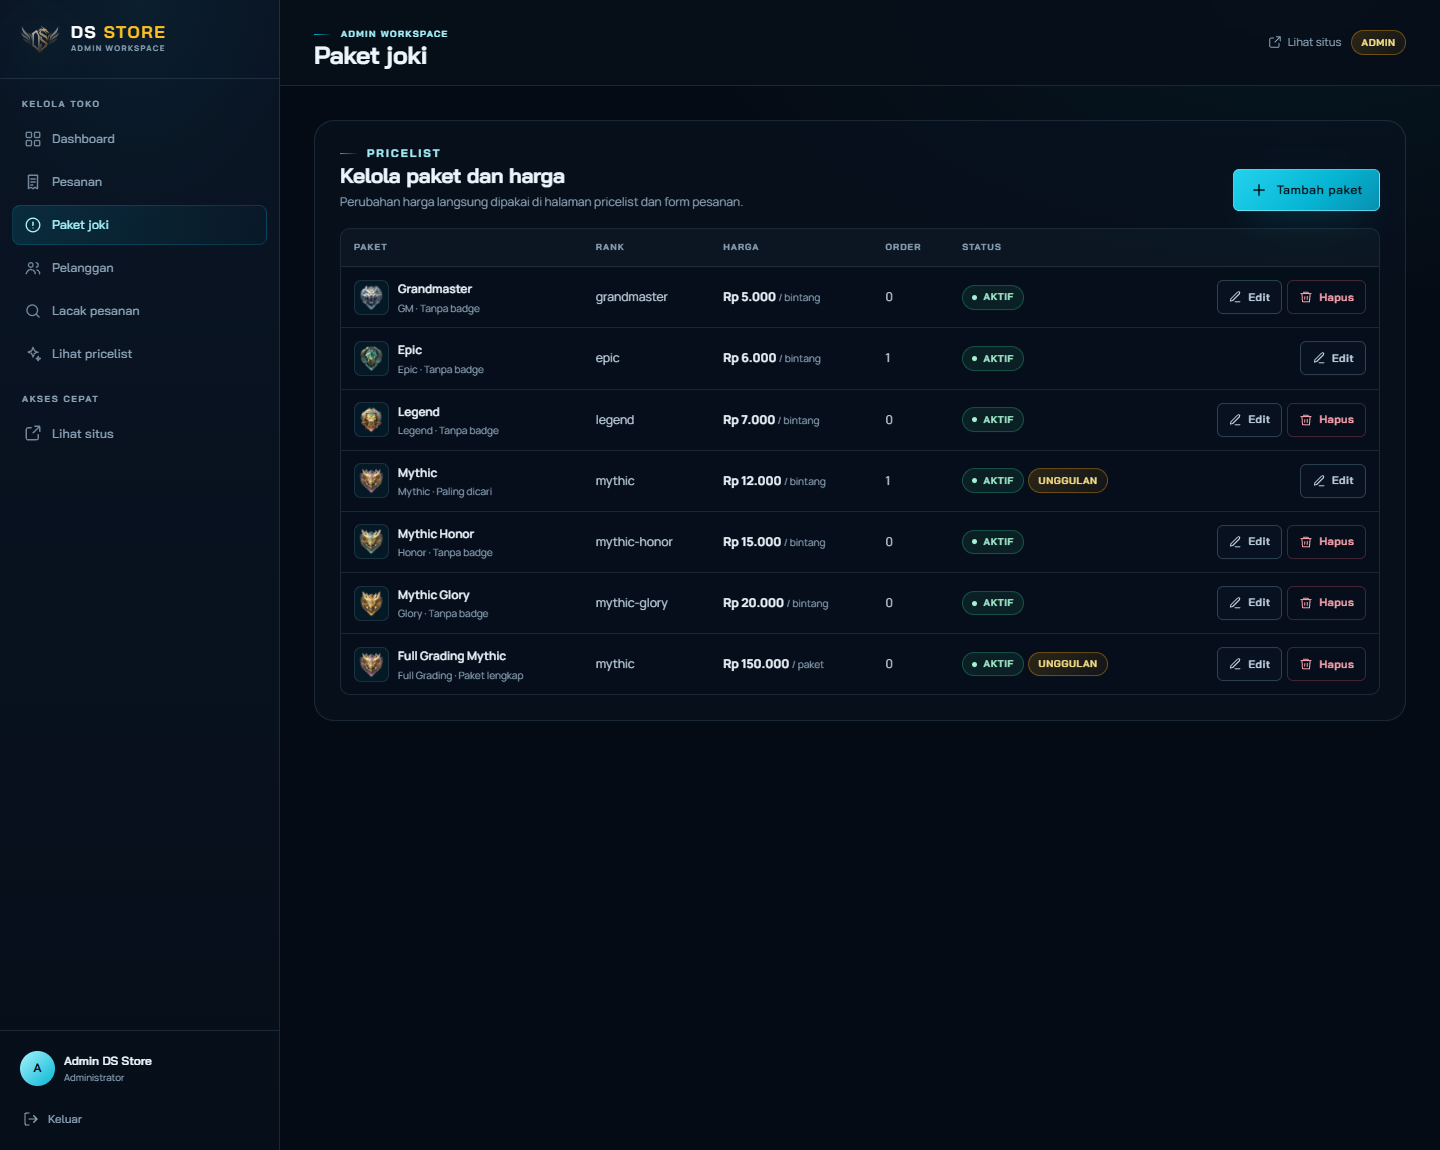 DS STORE
ADMIN WORKSPACE
KELOLA TOKO
Dashboard
Pesanan
Paket joki
Pelanggan
Lacak pesanan
Lihat pricelist
AKSES CEPAT
Lihat situs
A
Admin DS Store
Administrator
Keluar
ADMIN WORKSPACE
Paket joki
Lihat situs
ADMIN
PRICELIST
Kelola paket dan harga
Perubahan harga langsung dipakai di halaman pricelist dan form pesanan.
Tambah paket
PAKET RANK HARGA ORDER STATUS
Grandmaster
GM · Tanpa badge
grandmaster Rp 5.000 / bintang 0 AKTIF Edit Hapus
Epic
Epic · Tanpa badge
epic Rp 6.000 / bintang 1 AKTIF Edit
Legend
Legend · Tanpa badge
legend Rp 7.000 / bintang 0 AKTIF Edit Hapus
Mythic
Mythic · Paling dicari
mythic Rp 12.000 / bintang 1 AKTIF UNGGULAN Edit
Mythic Honor
Honor · Tanpa badge
mythic-honor Rp 15.000 / bintang 0 AKTIF Edit Hapus
Mythic Glory
Glory · Tanpa badge
mythic-glory Rp 20.000 / bintang 0 AKTIF Edit Hapus
Full Grading Mythic
Full Grading · Paket lengkap
mythic Rp 150.000 / paket 0 AKTIF UNGGULAN Edit Hapus